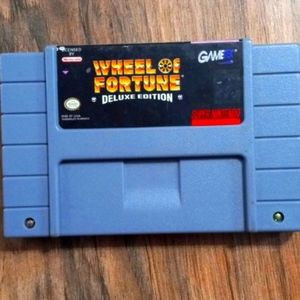 LICENSED
BY
Nintendo
GAMETEK
WHEEL OF
FORTUNE
DELUXE EDITION
SUPER NINTENDO